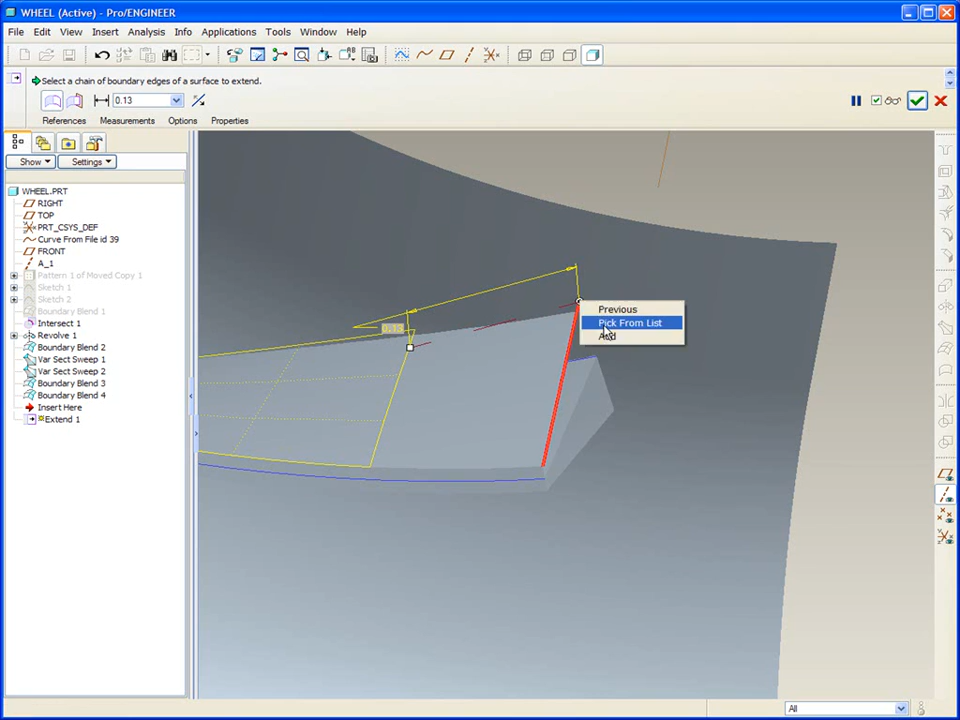 WHEEL (Active) - Pro/ENGINEER
File Edit View Insert Analysis Info Applications Tools Window Help
Select a chain of boundary edges of a surface to extend.
0.13
References Measurements Options Properties
Show Settings
WHEEL.PRT
RIGHT
TOP
PRT_CSYS_DEF
Curve From File id 39
FRONT
A_1
Pattern 1 of Moved Copy 1
Sketch 1
Sketch 2
Boundary Blend 1
Intersect 1
Revolve 1
Boundary Blend 2
Var Sect Sweep 1
Var Sect Sweep 2
Boundary Blend 3
Boundary Blend 4
Insert Here
Extend 1
0.13
Previous
Pick From List
Add
All